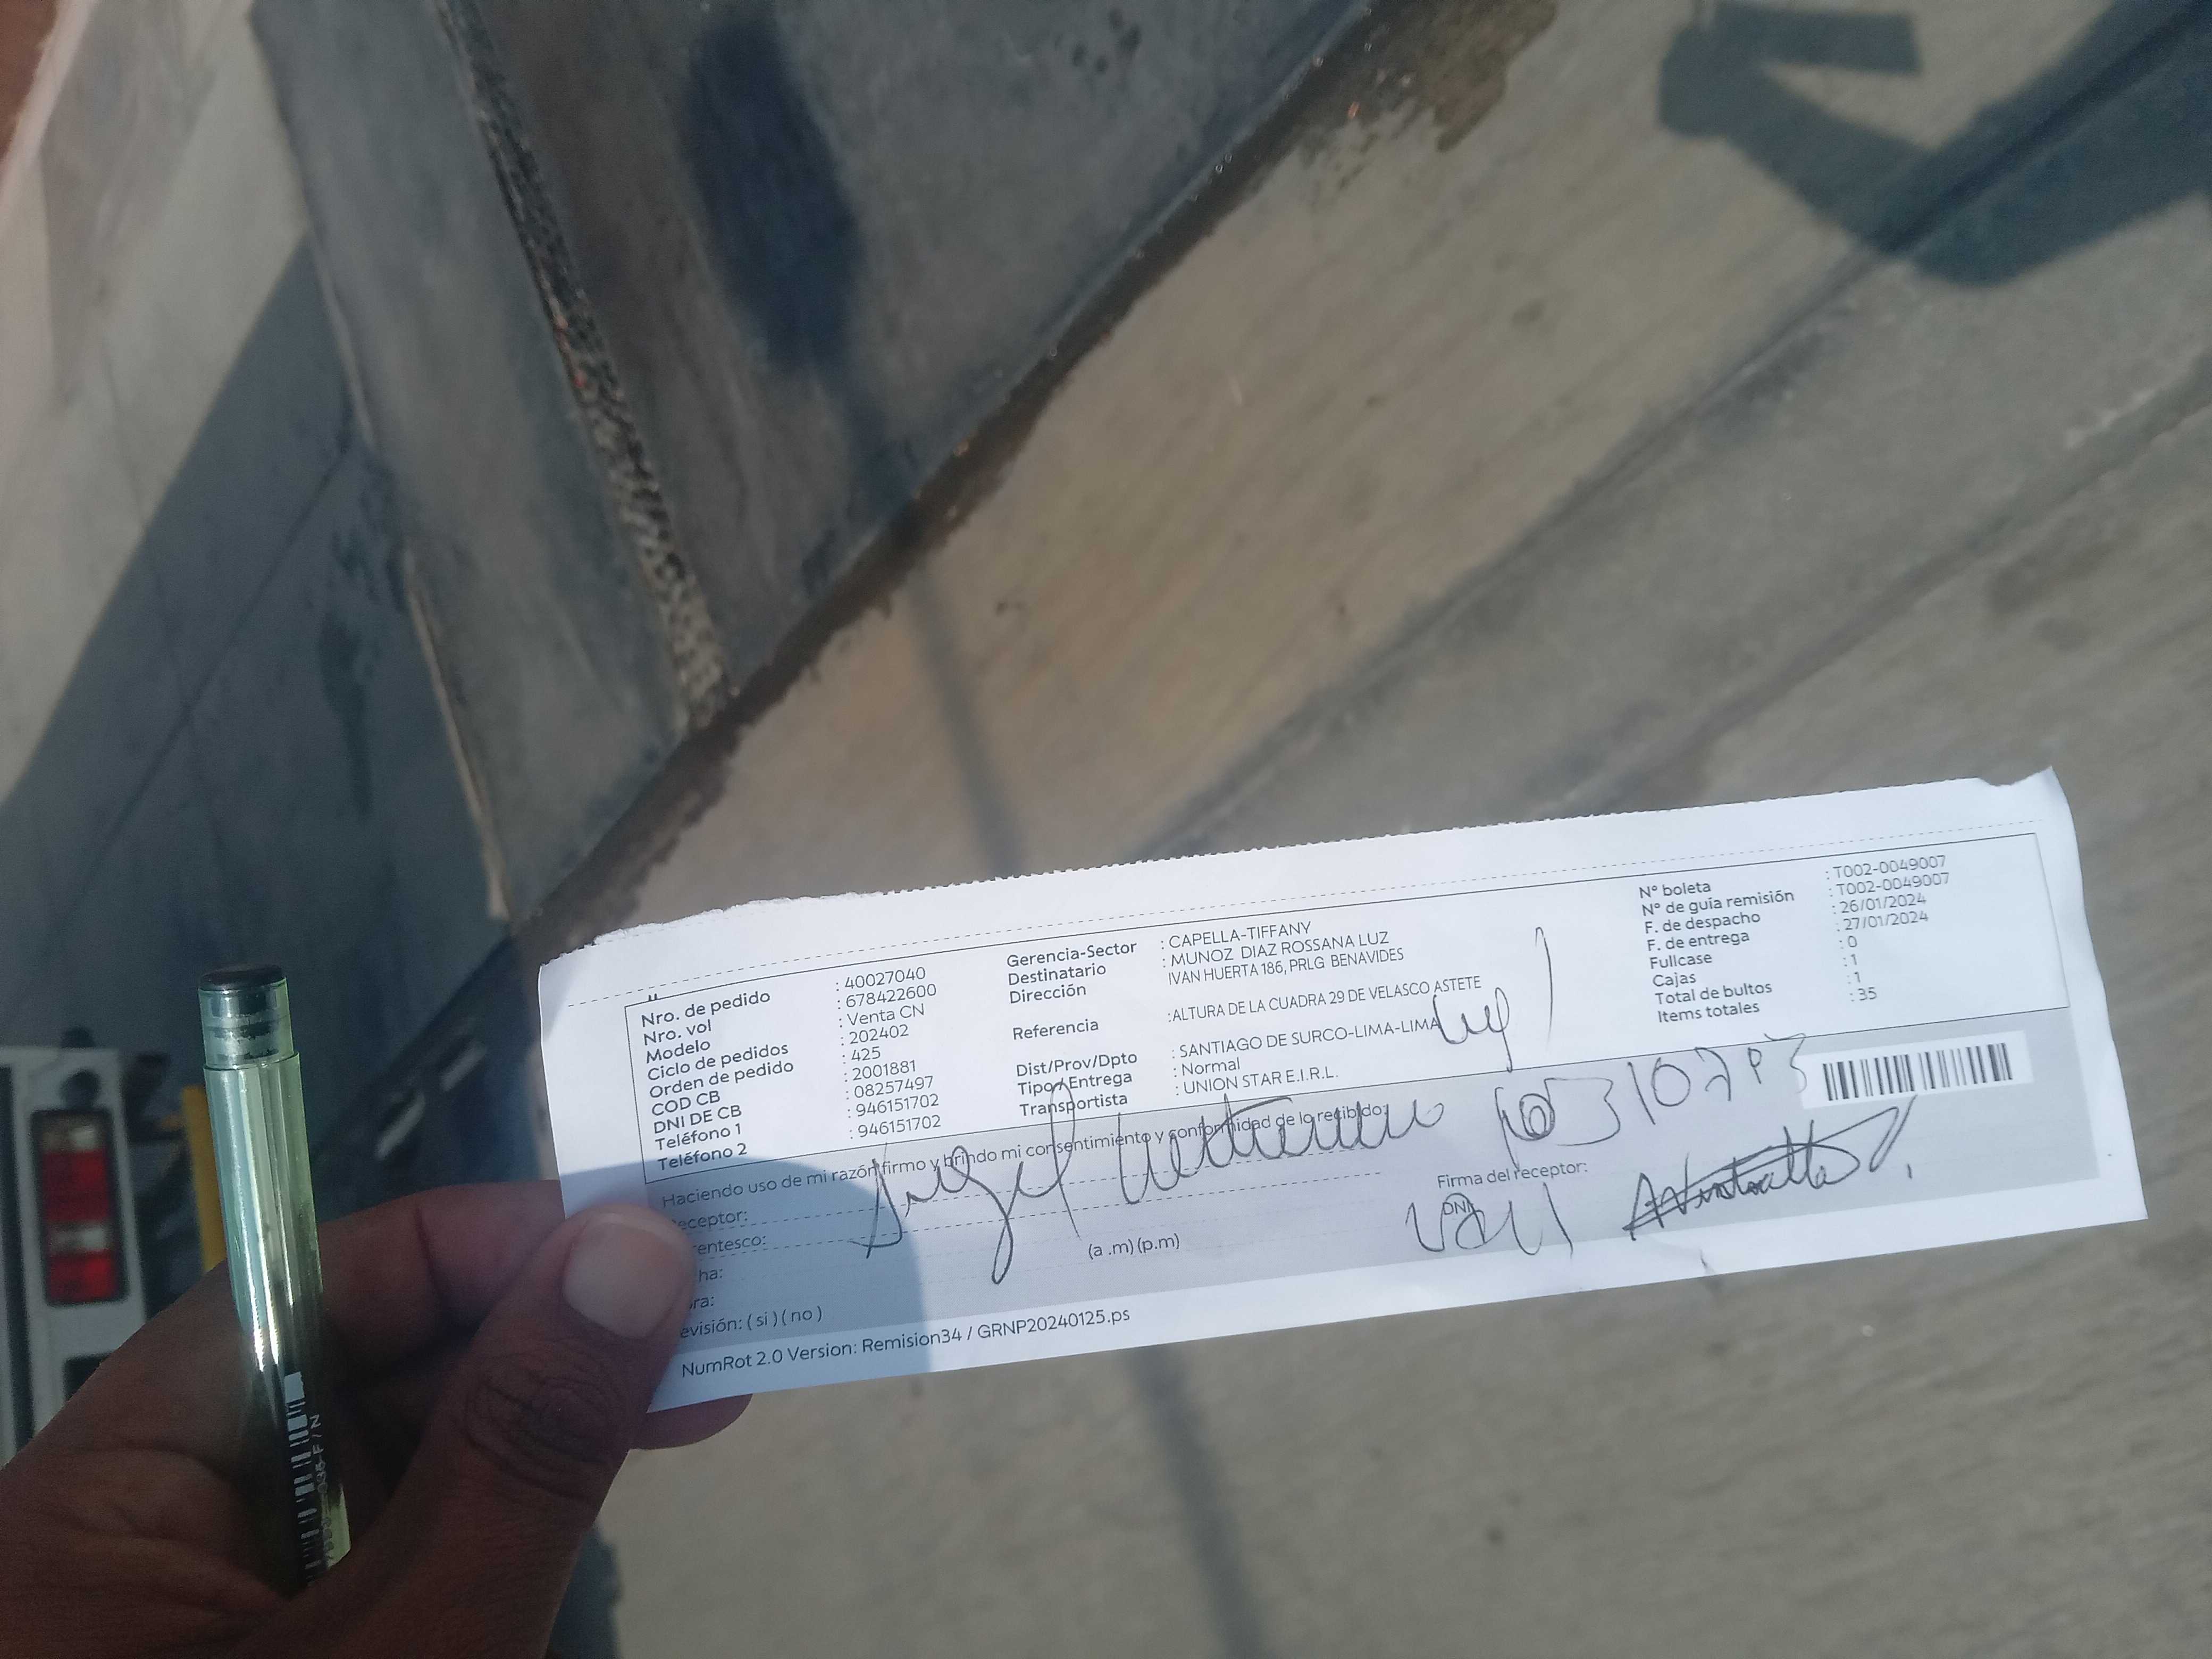 Nro. de pedido : 40027040
Nro. vol : 678422600
Modelo : Venta CN
Ciclo de pedidos : 202402
Orden de pedido : 425
COD CB : 2001881
DNI DE CB : 08257497
Teléfono 1 : 946151702
Teléfono 2 : 946151702
Gerencia-Sector : CAPELLA-TIFFANY
Destinatario : MUNOZ DIAZ ROSSANA LUZ
Dirección IVAN HUERTA 186, PRLG BENAVIDES
Referencia :ALTURA DE LA CUADRA 29 DE VELASCO ASTETE
Dist/Prov/Dpto : SANTIAGO DE SURCO-LIMA-LIMA
Tipo Entrega : Normal
Transportista : UNION STAR E.I.R.L.
N° boleta : T002-0049007
N° de guía remisión : T002-0049007
F. de despacho : 26/01/2024
F. de entrega : 27/01/2024
Fullcase : 0
Cajas : 1
Total de bultos : 1
Items totales : 35
Haciendo uso de mi razón firmo y brindo mi consentimiento y conformidad de lo recibido:
eceptor: Angel
entesco:
ha:
ra: (a .m) (p.m)
evisión: ( si ) ( no )
Firma del receptor:
DNI:
NumRot 2.0 Version: Remision34 / GRNP20240125.ps